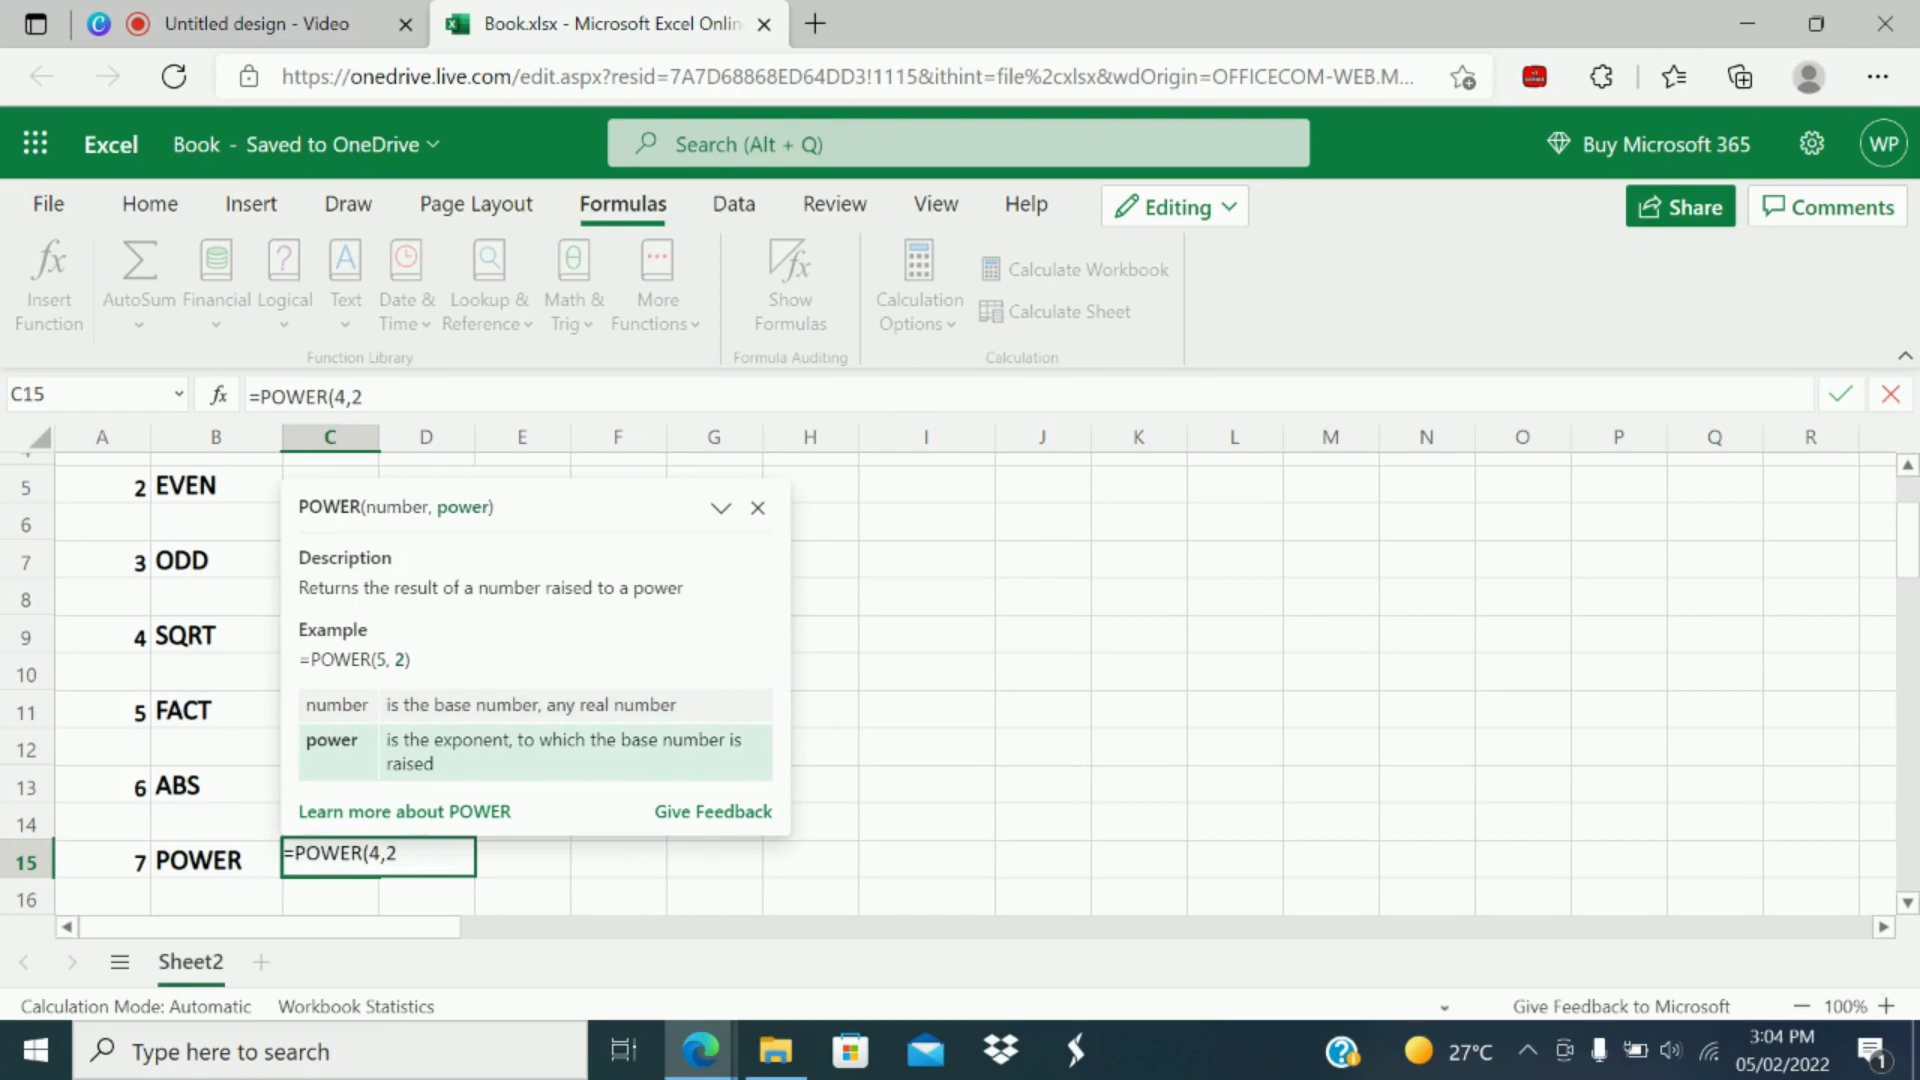 Untitled design - Video
Book.xlsx - Microsoft Excel Onlin
https://onedrive.live.com/edit.aspx?resid=7A7D68868ED64DD3!1115&ithint=file%2cxlsx&wdOrigin=OFFICECOM-WEB.M...
Excel
Book - Saved to OneDrive
Search (Alt + Q)
Buy Microsoft 365
WP
File Home Insert Draw Page Layout Formulas Data Review View Help
Editing
Share
Comments
Insert Function
AutoSum
Financial
Logical
Text
Date & Time
Lookup & Reference
Math & Trig
More Functions
Show Formulas
Calculation Options
Calculate Workbook
Calculate Sheet
Function Library
Formula Auditing
Calculation
C15
fx
=POWER(4,2
A B C D E F G H I J K L M N O P Q R
5 2 EVEN
6
7 3 ODD
8
9 4 SQRT
10
11 5 FACT
12
13 6 ABS
14
15 7 POWER =POWER(4,2
16
POWER(number, power)
Description
Returns the result of a number raised to a power
Example
=POWER(5, 2)
number is the base number, any real number
power is the exponent, to which the base number is
raised
Learn more about POWER
Give Feedback
Sheet2
Calculation Mode: Automatic
Workbook Statistics
Give Feedback to Microsoft
100%
Type here to search
27°C
3:04 PM
05/02/2022
1